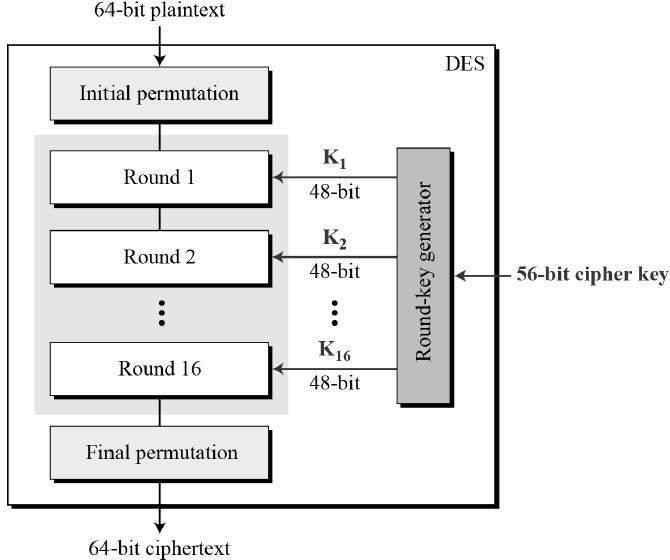 64-bit plaintext
DES
Initial permutation
Round 1
K1
48-bit
Round 2
K2
48-bit
Round 16
K16
48-bit
Round-key generator
56-bit cipher key
Final permutation
64-bit ciphertext